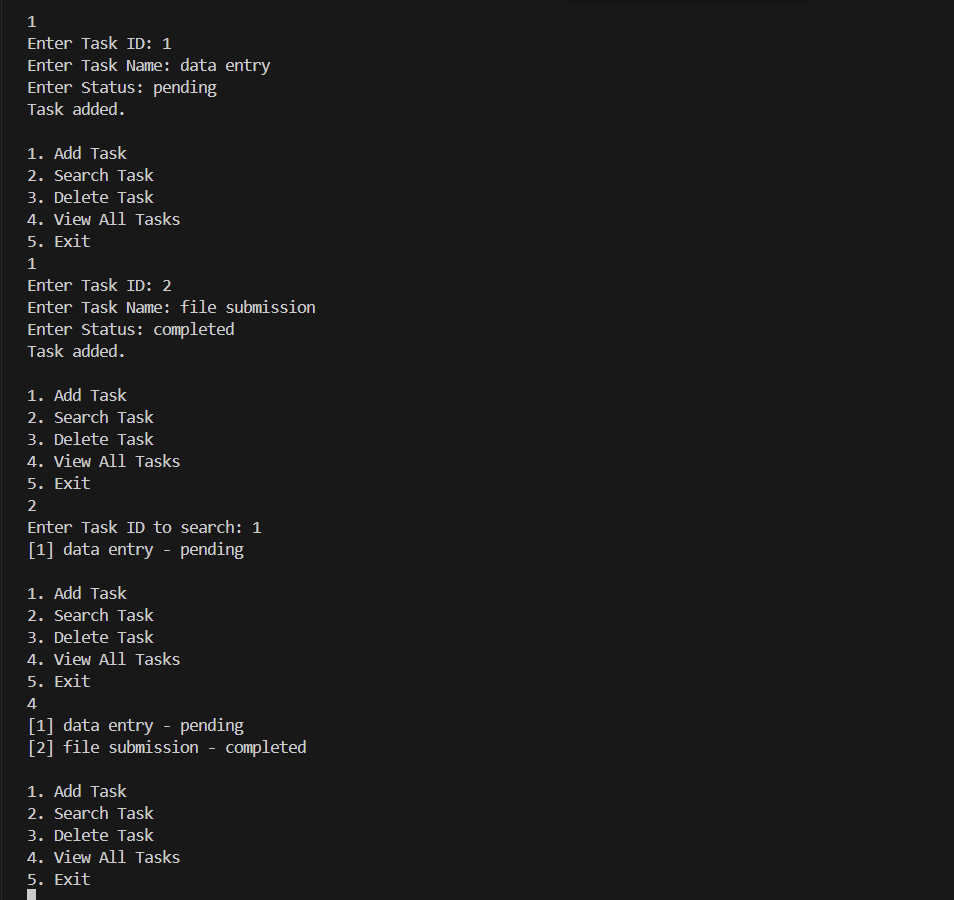 1
Enter Task ID: 1
Enter Task Name: data entry
Enter Status: pending
Task added.

1. Add Task
2. Search Task
3. Delete Task
4. View All Tasks
5. Exit
1
Enter Task ID: 2
Enter Task Name: file submission
Enter Status: completed
Task added.

1. Add Task
2. Search Task
3. Delete Task
4. View All Tasks
5. Exit
2
Enter Task ID to search: 1
[1] data entry - pending

1. Add Task
2. Search Task
3. Delete Task
4. View All Tasks
5. Exit
4
[1] data entry - pending
[2] file submission - completed

1. Add Task
2. Search Task
3. Delete Task
4. View All Tasks
5. Exit